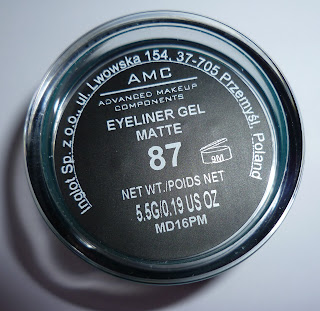 Inglot Sp. z o.o., ul. Lwowska 154, 37-705 Przemyśl, Poland
AMC
ADVANCED MAKEUP
COMPONENTS
EYELINER GEL
MATTE
87
9M
NET WT./POIDS NET
5.5G/0.19 US OZ
MD16PM